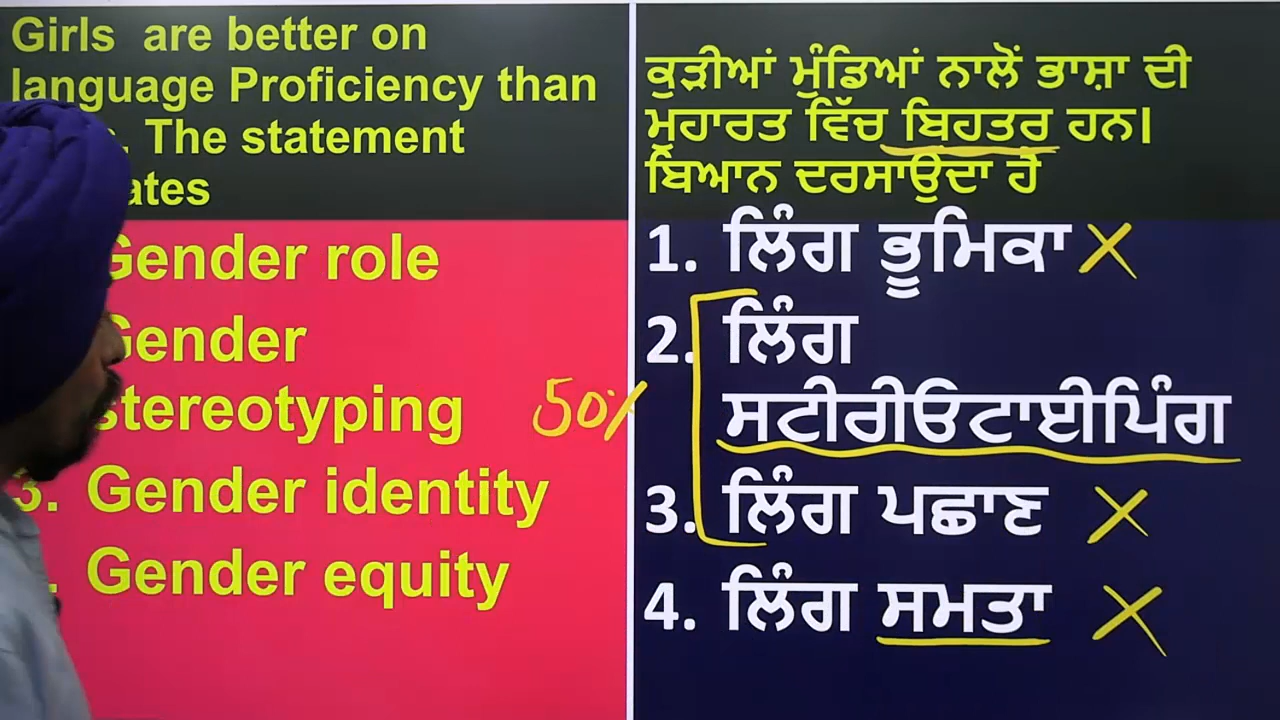 Girls are better on
language Proficiency than
The statement
Gender role
Gender
stereotyping
3. Gender identity
Gender equity
50%
ਕੁੜੀਆਂ ਮੁੰਡਿਆਂ ਨਾਲੋਂ ਭਾਸ਼ਾ ਦੀ
ਮੁਹਾਰਤ ਵਿੱਚ ਬਿਹਤਰ ਹਨ।
ਬਿਆਨ ਦਰਸਾਉਂਦਾ ਹੈ
1. ਲਿੰਗ ਭੂਮਿਕਾ
2. ਲਿੰਗ
ਸਟੀਰੀਓਟਾਈਪਿੰਗ
3. ਲਿੰਗ ਪਛਾਣ
4. ਲਿੰਗ ਸਮਤਾ